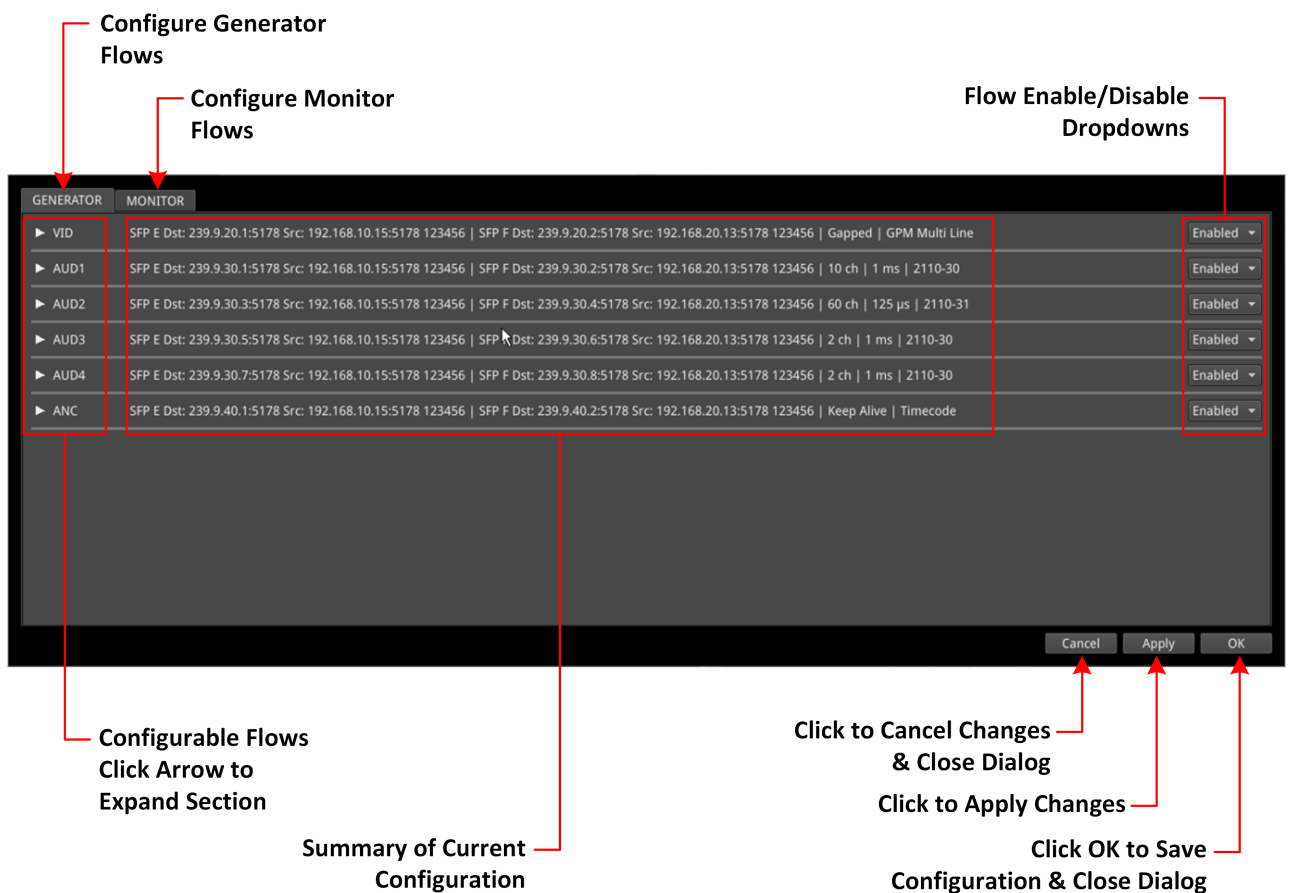 Configure Generator
Flows
Configure Monitor
Flows
Flow Enable/Disable
Dropdowns
GENERATOR MONITOR
VID SFP E Dst: 239.9.20.1:5178 Src: 192.168.10.15:5178 123456 | SFP F Dst: 239.9.20.2:5178 Src: 192.168.20.13:5178 123456 | Gapped | GPM Multi Line Enabled
AUD1 SFP E Dst: 239.9.30.1:5178 Src: 192.168.10.15:5178 123456 | SFP F Dst: 239.9.30.2:5178 Src: 192.168.20.13:5178 123456 | 10 ch | 1 ms | 2110-30 Enabled
AUD2 SFP E Dst: 239.9.30.3:5178 Src: 192.168.10.15:5178 123456 | SFP F Dst: 239.9.30.4:5178 Src: 192.168.20.13:5178 123456 | 60 ch | 125 µs | 2110-31 Enabled
AUD3 SFP E Dst: 239.9.30.5:5178 Src: 192.168.10.15:5178 123456 | SFP Dst: 239.9.30.6:5178 Src: 192.168.20.13:5178 123456 | 2 ch | 1 ms | 2110-30 Enabled
AUD4 SFP E Dst: 239.9.30.7:5178 Src: 192.168.10.15:5178 123456 | SFP F Dst: 239.9.30.8:5178 Src: 192.168.20.13:5178 123456 | 2 ch | 1 ms | 2110-30 Enabled
ANC SFP E Dst: 239.9.40.1:5178 Src: 192.168.10.15:5178 123456 | SFP F Dst: 239.9.40.2:5178 Src: 192.168.20.13:5178 123456 | Keep Alive | Timecode Enabled
Cancel Apply OK
Configurable Flows
Click Arrow to
Expand Section
Summary of Current
Configuration
Click to Cancel Changes
& Close Dialog
Click to Apply Changes
Click OK to Save
Configuration & Close Dialog